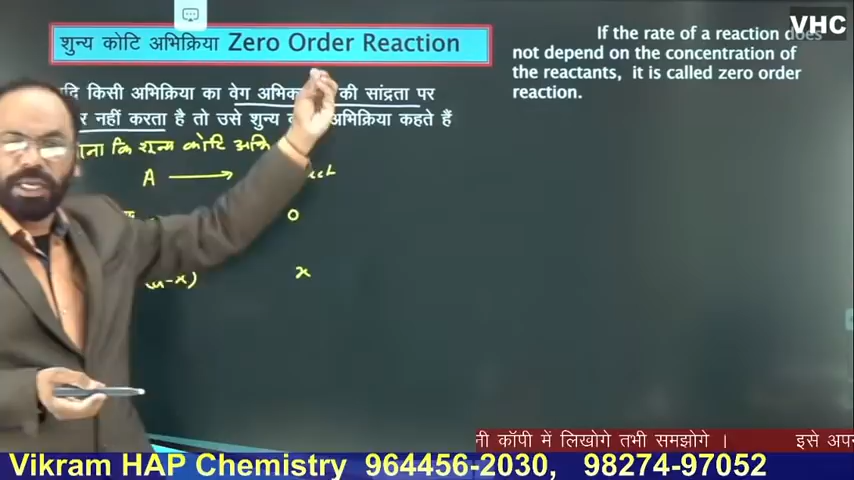 VHC
शुन्य कोटि अभिक्रिया Zero Order Reaction
If the rate of a reaction does
not depend on the concentration of
the reactants, it is called zero order
reaction.
किसी अभिक्रिया का वेग की सांद्रता पर
नहीं करता है तो उसे शुन्य अभिक्रिया कहते हैं
कि शून्य कोटि
A ⟶
0
x
कॉपी में लिखोगे तभी समझोगे । इसे
Vikram HAP Chemistry 964456-2030, 98274-97052